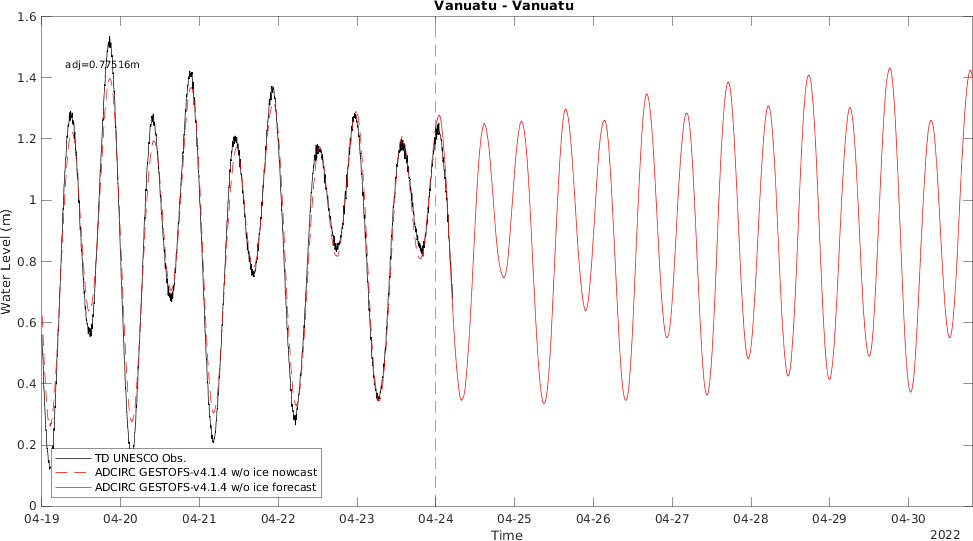 Vanuatu - Vanuatu
adj=0.77516m
Water Level (m)
1.6
1.4
1.2
1
0.8
0.6
0.4
0.2
0
TD UNESCO Obs.
ADCIRC GESTOFS-v4.1.4 w/o ice nowcast
ADCIRC GESTOFS-v4.1.4 w/o ice forecast
04-19 04-20 04-21 04-22 04-23 04-24 04-25 04-26 04-27 04-28 04-29 04-30
Time
2022